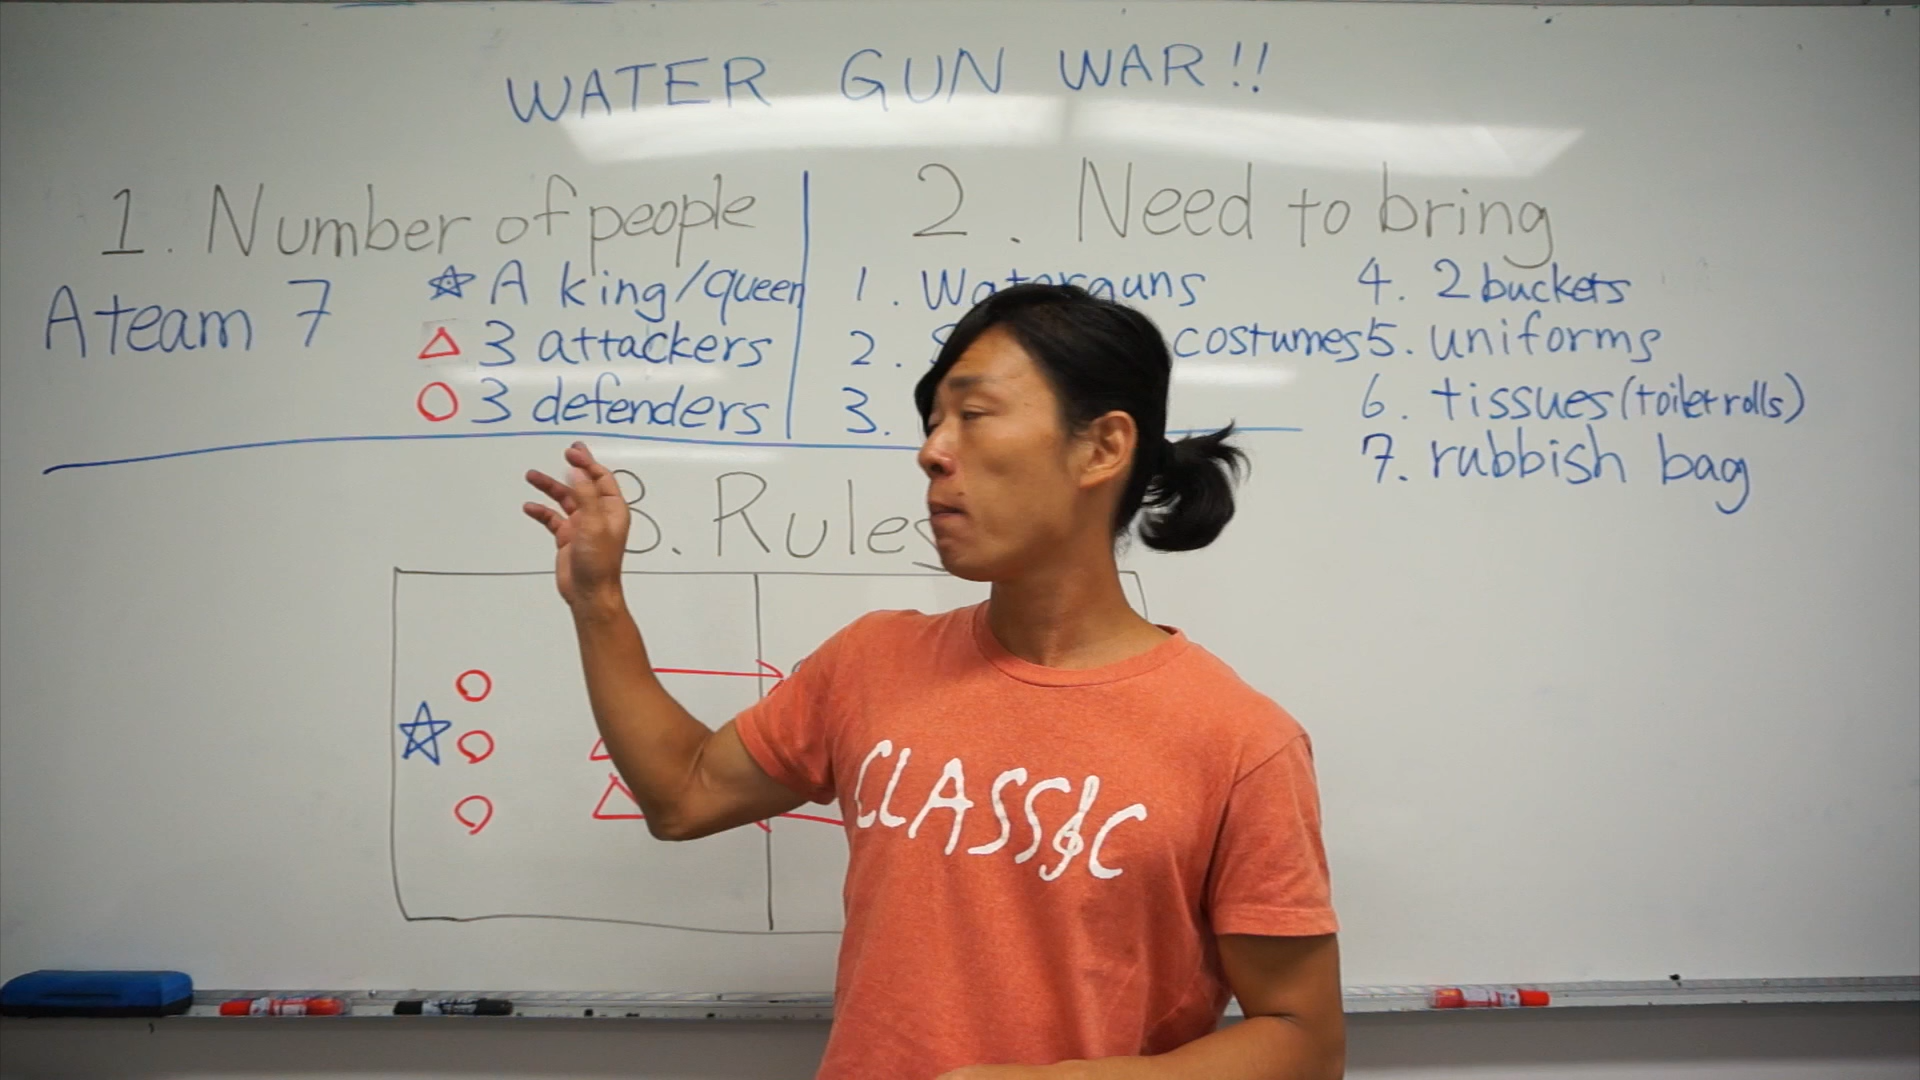 WATER GUN WAR!!
1. Number of people
A team 7
☆ A king/queen
△ 3 attackers
○ 3 defenders
2. Need to bring
1. Waterguns
2. costumes
3.
4. 2 buckets
5. uniforms
6. tissues (toilet rolls)
7. rubbish bag
3. Rules
CLASSIC